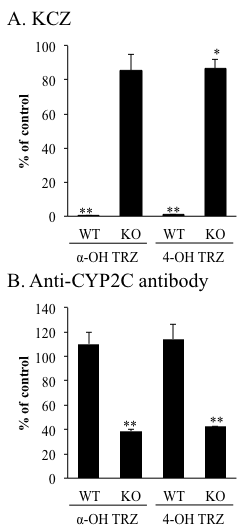 A. KCZ
100
80
60
40
20
0
% of control
**
**
*
WT KO WT KO
α-OH TRZ 4-OH TRZ
B. Anti-CYP2C antibody
140
120
100
80
60
40
20
0
% of control
**
**
WT KO WT KO
α-OH TRZ 4-OH TRZ